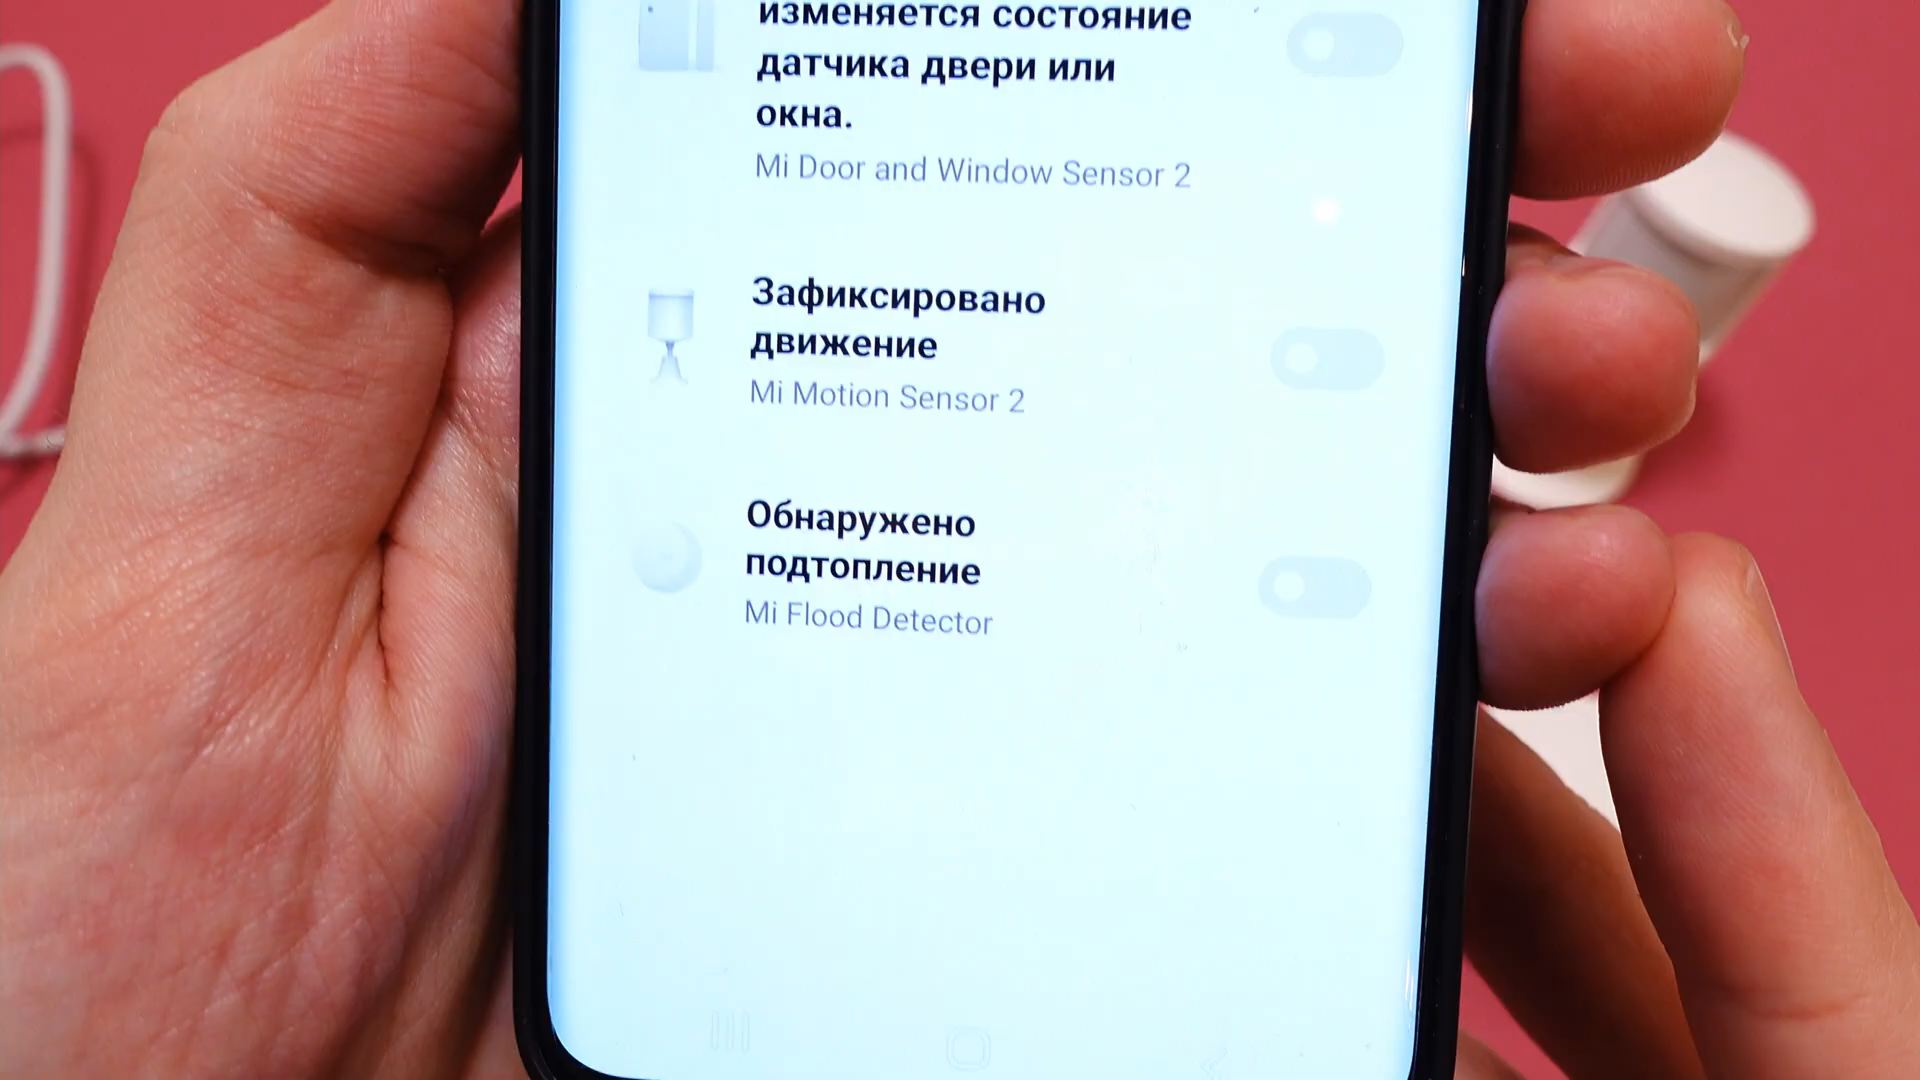 изменяется состояние
датчика двери или
окна.
Mi Door and Window Sensor 2
Зафиксировано
движение
Mi Motion Sensor 2
Обнаружено
подтопление
Mi Flood Detector